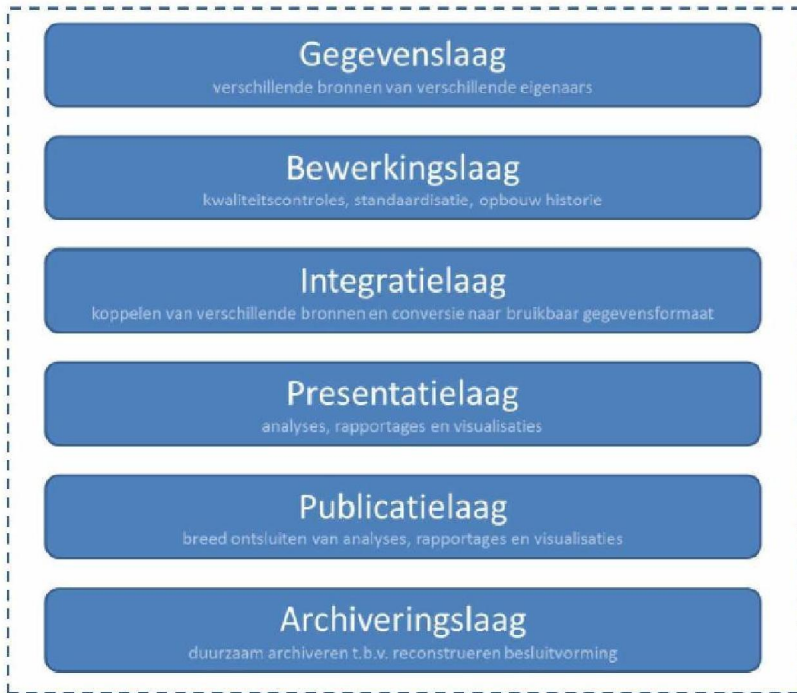 Gegevenslaag
verschillende bronnen van verschillende eigenaars
Bewerkingslaag
kwaliteitscontroles, standaardisatie, opbouw historie
Integratielaag
koppelen van verschillende bronnen en conversie naar bruikbaar gegevensformaat
Presentatielaag
analyses, rapportages en visualisaties
Publicatielaag
breed ontsluiten van analyses, rapportages en visualisaties
Archiveringslaag
duurzaam archiveren t.b.v. reconstrueren besluitvorming